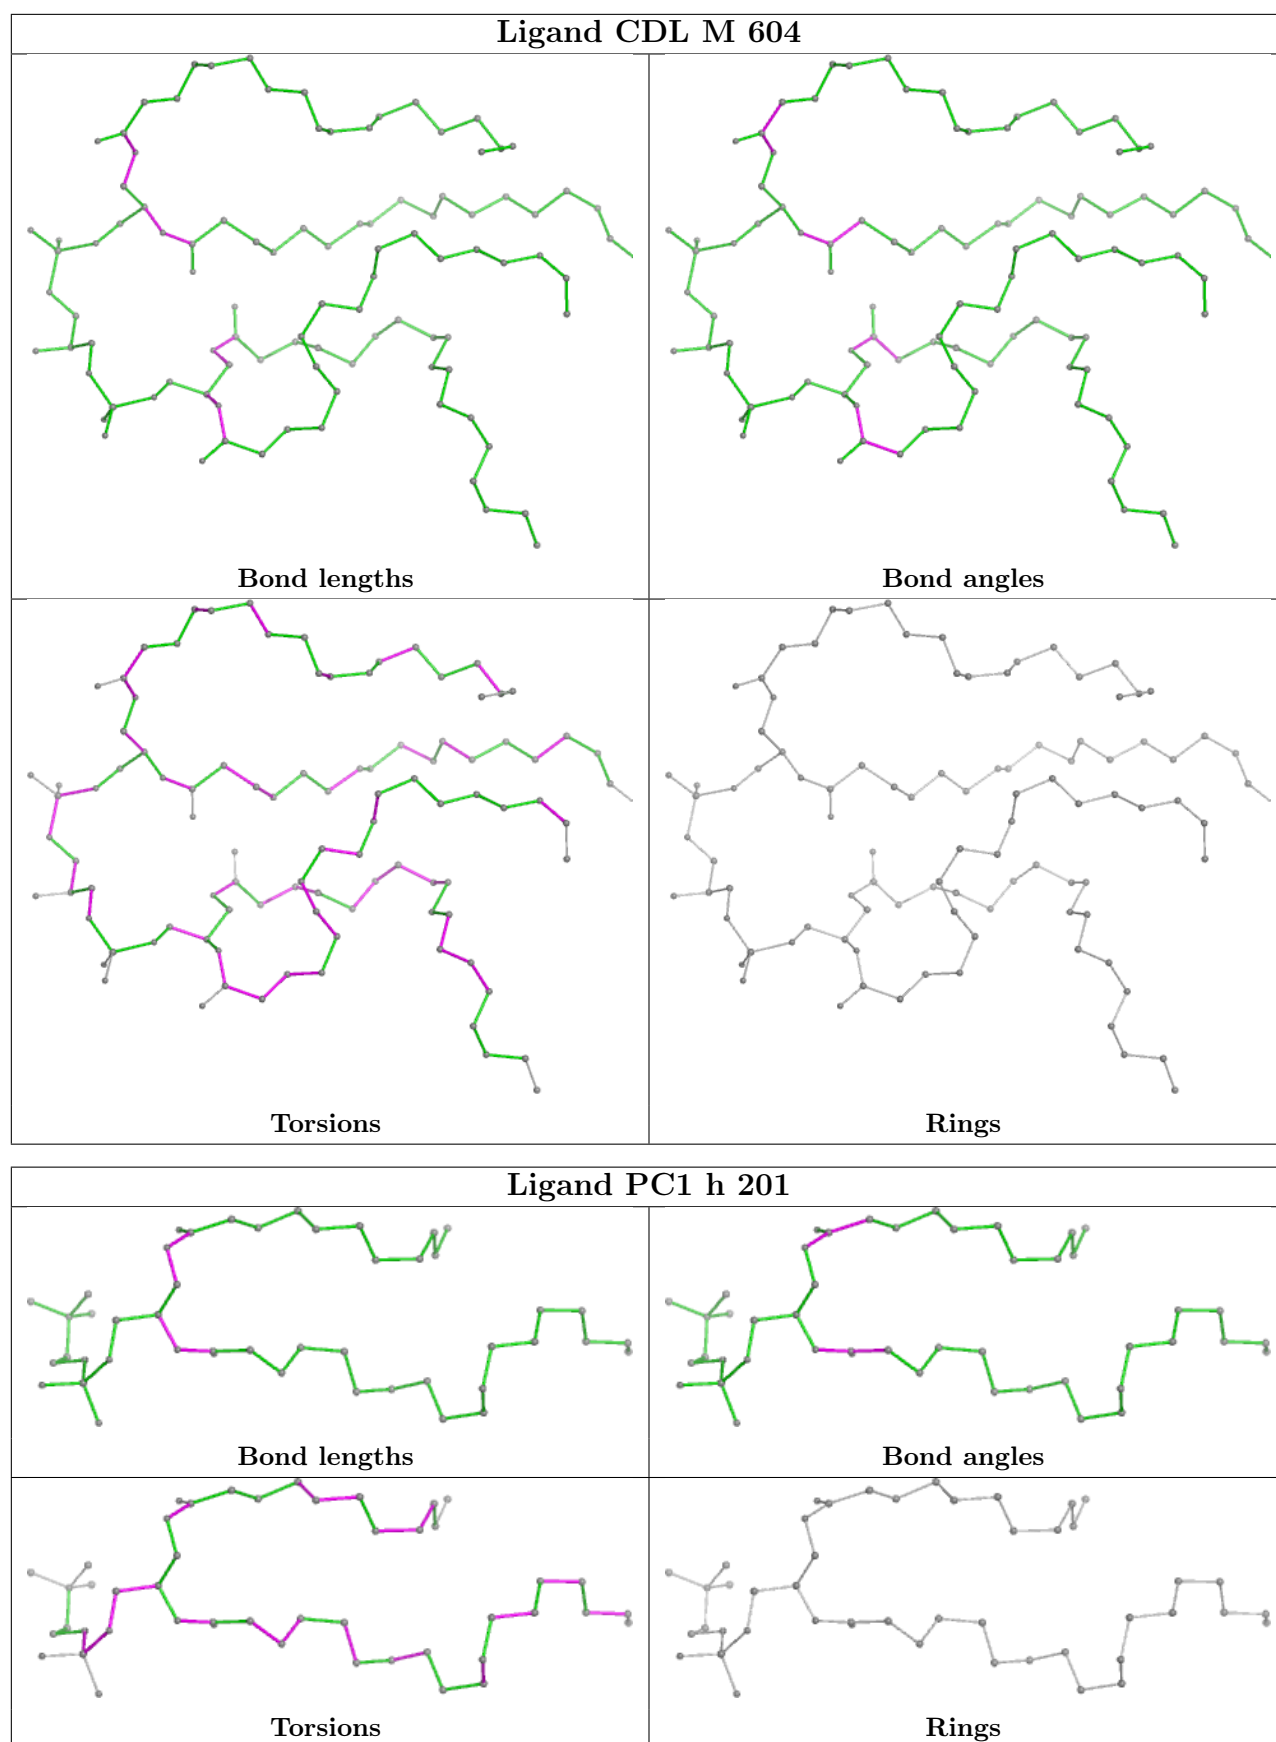 Ligand CDL M 604
Bond lengths
Bond angles
Torsions
Rings
Ligand PC1 h 201
Bond lengths
Bond angles
Torsions
Rings